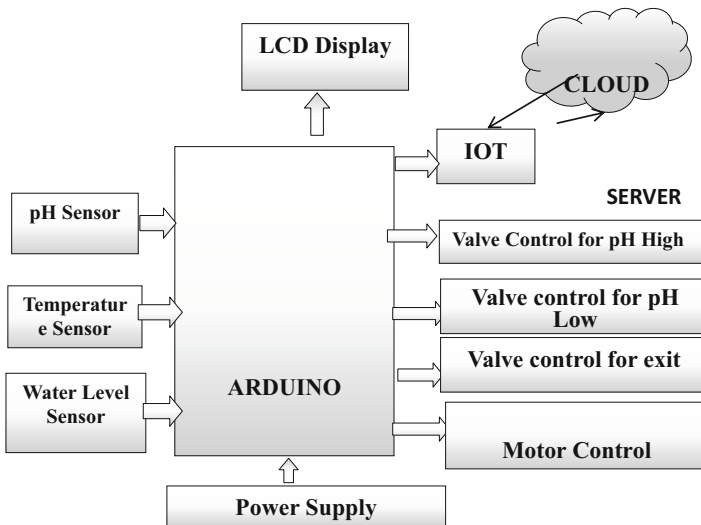 LCD Display
CLOUD
IOT
SERVER
pH Sensor
Valve Control for pH High
Temperatur
e Sensor
Valve control for pH
Low
Valve control for exit
Water Level
Sensor
ARDUINO
Motor Control
Power Supply